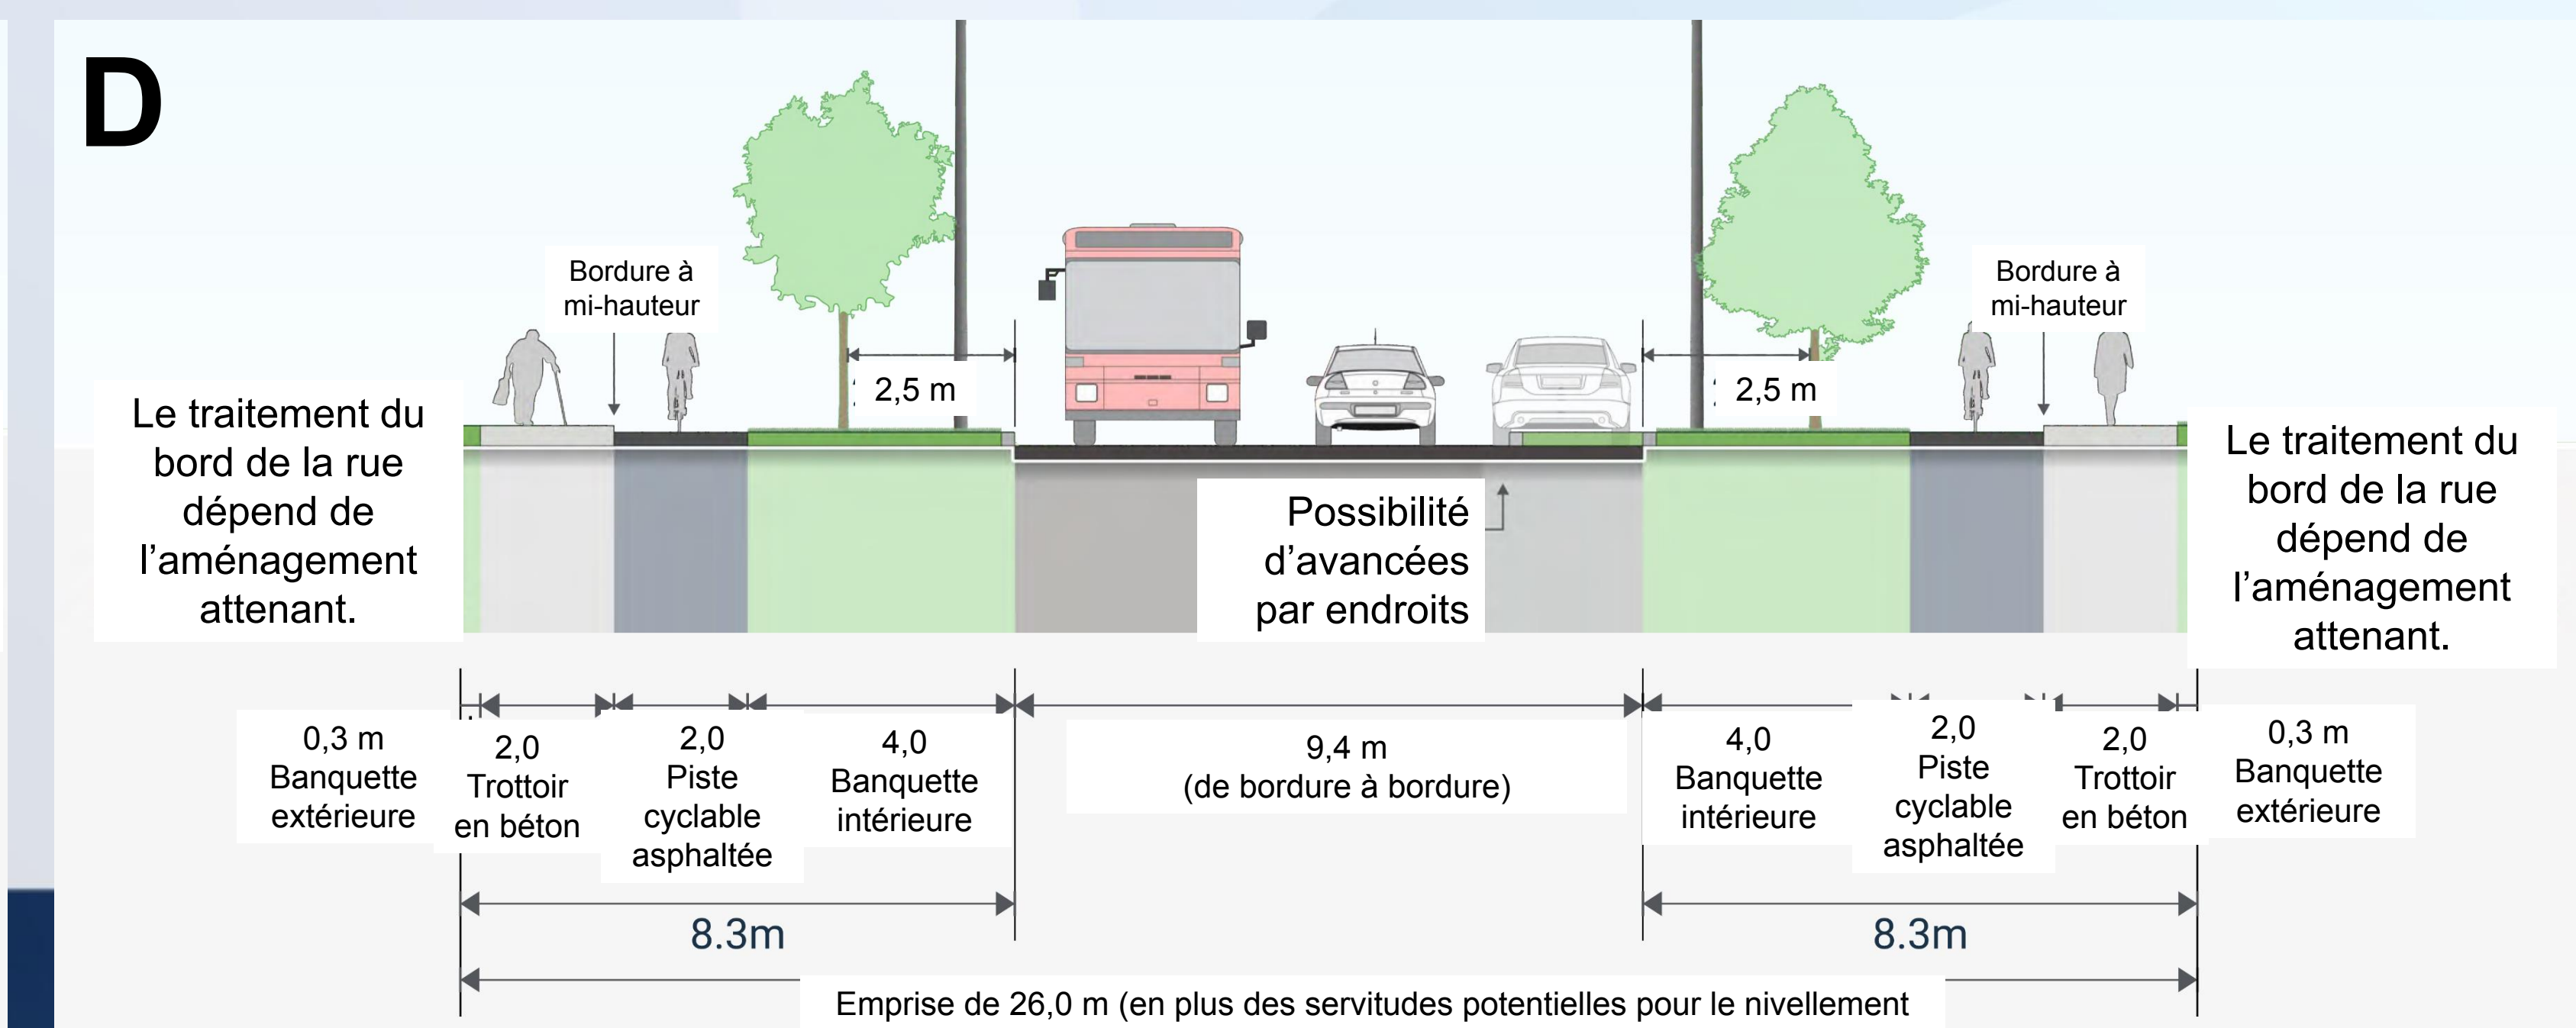 D
Bordure à
mi-hauteur
Bordure à
mi-hauteur
2,5 m
2,5 m
Le traitement du
bord de la rue
dépend de
l’aménagement
attenant.
Possibilité
d’avancées
par endroits
Le traitement du
bord de la rue
dépend de
l’aménagement
attenant.
0,3 m
Banquette
extérieure
2,0
Trottoir
en béton
2,0
Piste
cyclable
asphaltée
4,0
Banquette
intérieure
9,4 m
(de bordure à bordure)
4,0
Banquette
intérieure
2,0
Piste
cyclable
asphaltée
2,0
Trottoir
en béton
0,3 m
Banquette
extérieure
8.3m
8.3m
Emprise de 26,0 m (en plus des servitudes potentielles pour le nivellement